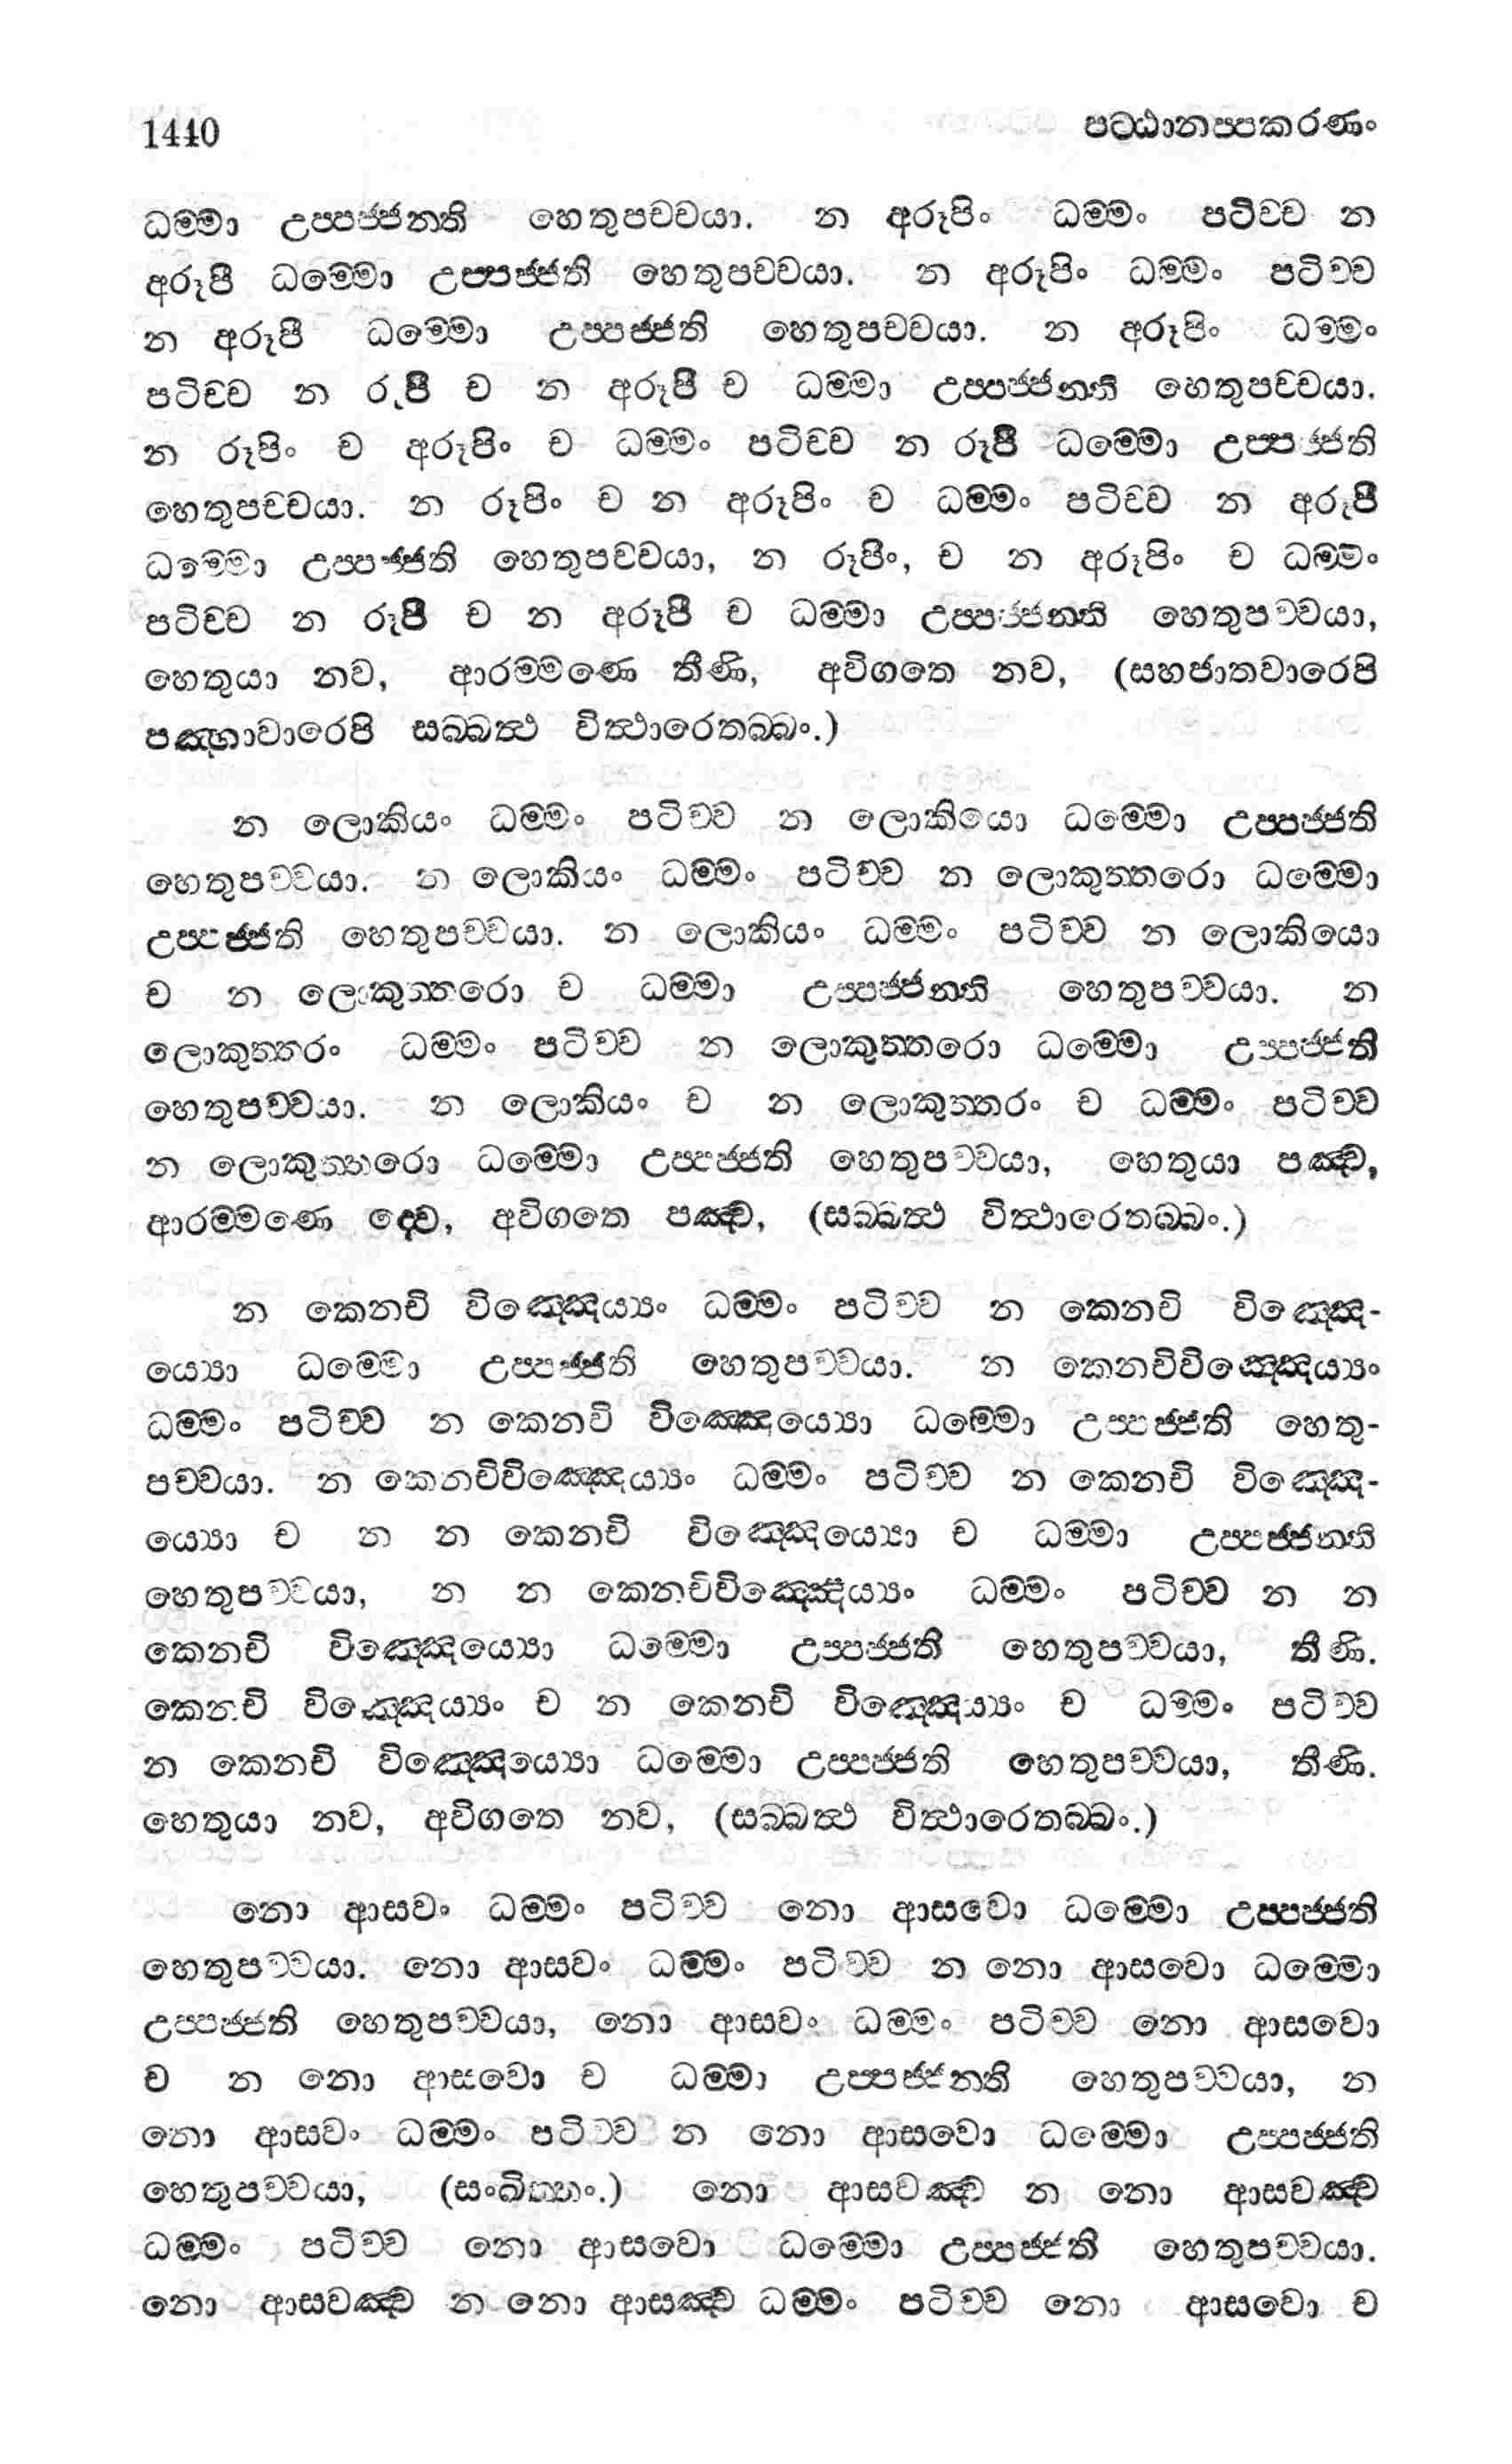 1440 පට්ඨානප්පකරණං
ධම්මා උප්පජ්ජන්ති හෙතුපච්චයා. න අරූපිං ධම්මං පටිච්ච න
අරූපී ධම්මො උප්පජ්ජති හෙතුපච්චයා. න අරූපිං ධම්මං පටිච්ච
න අරූපී ධම්මො උප්පජ්ජති හෙතුපච්චයා. න අරූපිං ධම්මං
පටිච්ච න රූපී ච න අරූපී ච ධම්මා උප්පජ්ජන්ති හෙතුපච්චයා.
න රූපිං ච අරූපිං ච ධම්මං පටිච්ච න රූපී ධම්මො උප්පජ්ජති
හෙතුපච්චයා. න රූපිං ච න අරූපිං ච ධම්මං පටිච්ච න අරූපී
ධම්මො උප්පජ්ජති හෙතුපච්චයා, න රූපිං, ච න අරූපිං ච ධම්මං
පටිච්ච න රූපී ච න අරූපී ච ධම්මා උප්පජ්ජන්ති හෙතුපච්චයා,
හෙතුයා නව, ආරම්මණෙ තීණි, අවිගතෙ නව, (සහජාතවාරෙපි
පඤ්හාවාරෙපි සබ්බත්ථ විත්ථාරෙතබ්බං.)
න ලොකියං ධම්මං පටිච්ච න ලොකියො ධම්මො උප්පජ්ජති
හෙතුපච්චයා. න ලොකියං ධම්මං පටිච්ච න ලොකුත්තරො ධම්මො
උප්පජ්ජති හෙතුපච්චයා. න ලොකියං ධම්මං පටිච්ච න ලොකියො
ච න ලොකුත්තරො ච ධම්මා උප්පජ්ජන්ති හෙතුපච්චයා. න
ලොකුත්තරං ධම්මං පටිච්ච න ලොකුත්තරො ධම්මො උප්පජ්ජති
හෙතුපච්චයා. න ලොකියං ච න ලොකුත්තරං ච ධම්මං පටිච්ච
න ලොකුත්තරො ධම්මො උප්පජ්ජති හෙතුපච්චයා, හෙතුයා පඤ්ච,
ආරම්මණෙ ද්වෙ, අවිගතෙ පඤ්ච, (සබ්බත්ථ විත්ථාරෙතබ්බං.)
න කෙනචි විඤ්ඤෙය්‍යං ධම්මං පටිච්ච න කෙනචි විඤ්ඤෙ-
ය්‍යො ධම්මො උප්පජ්ජති හෙතුපච්චයා. න කෙනචිවිඤ්ඤෙය්‍යං
ධම්මං පටිච්ච න කෙනචි විඤ්ඤෙය්‍යො ධම්මො උප්පජ්ජති හෙතු-
පච්චයා. න කෙනචිවිඤ්ඤෙය්‍යං ධම්මං පටිච්ච න කෙනචි විඤ්ඤෙ-
ය්‍යො ච න න කෙනචි විඤ්ඤෙය්‍යො ච ධම්මා උප්පජ්ජන්ති
හෙතුපච්චයා, න න කෙනචිවිඤ්ඤෙය්‍යං ධම්මං පටිච්ච න න
කෙනචි විඤ්ඤෙය්‍යො ධම්මො උප්පජ්ජති හෙතුපච්චයා, තීණි.
කෙනචි විඤ්ඤෙය්‍යං ච න කෙනචි විඤ්ඤෙය්‍යං ච ධම්මං පටිච්ච
න කෙනචි විඤ්ඤෙය්‍යො ධම්මො උප්පජ්ජති හෙතුපච්චයා, තීණි.
හෙතුයා නව, අවිගතෙ නව, (සබ්බත්ථ විත්ථාරෙතබ්බං.)
නො ආසවං ධම්මං පටිච්ච නො ආසවො ධම්මො උප්පජ්ජති
හෙතුපච්චයා. නො ආසවං ධම්මං පටිච්ච න නො ආසවො ධම්මො
උප්පජ්ජති හෙතුපච්චයා, නො ආසවං ධම්මං පටිච්ච නො ආසවො
ච න නො ආසවො ච ධම්මා උප්පජ්ජන්ති හෙතුපච්චයා, න
නො ආසවං ධම්මං පටිච්ච න නො ආසවො ධම්මො උප්පජ්ජති
හෙතුපච්චයා, (සංඛිත්තං.) නො ආසවඤ්ච න නො ආසවඤ්ච
ධම්මං පටිච්ච නො ආසවො ධම්මො උප්පජ්ජති හෙතුපච්චයා.
නො ආසවඤ්ච න නො ආසඤ්ච ධම්මං පටිච්ච නො ආසවො ච